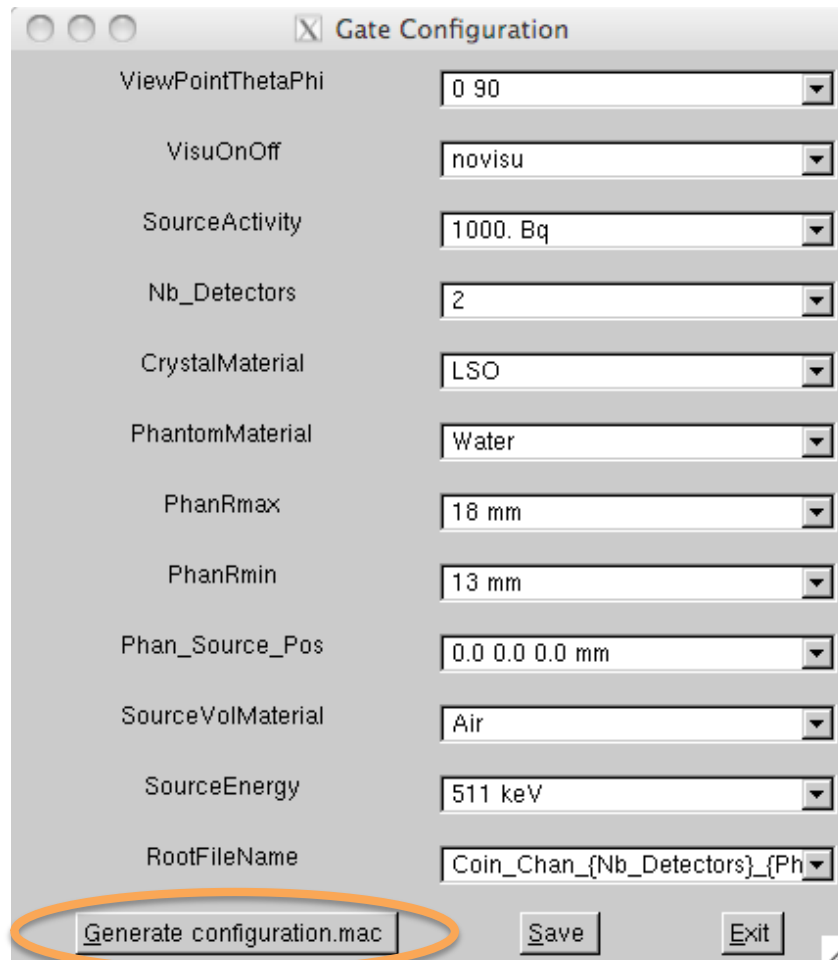 X Gate Configuration
ViewPointThetaPhi 0 90
VisuOnOff novisu
SourceActivity 1000. Bq
Nb_Detectors 2
CrystalMaterial LSO
PhantomMaterial Water
PhanRmax 18 mm
PhanRmin 13 mm
Phan_Source_Pos 0.0 0.0 0.0 mm
SourceVolMaterial Air
SourceEnergy 511 keV
RootFileName Coin_Chan_{Nb_Detectors}_{Ph
Generate configuration.mac Save Exit